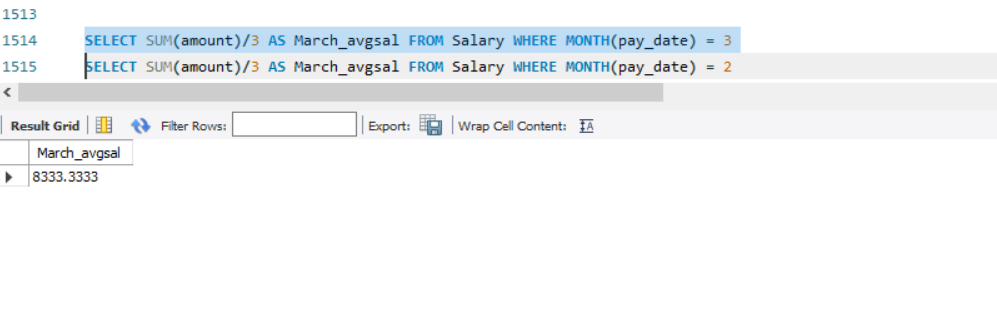 1513
1514 SELECT SUM(amount)/3 AS March_avgsal FROM Salary WHERE MONTH(pay_date) = 3
1515 SELECT SUM(amount)/3 AS March_avgsal FROM Salary WHERE MONTH(pay_date) = 2
Result Grid Filter Rows: Export: Wrap Cell Content: IA
March_avgsal
8333.3333